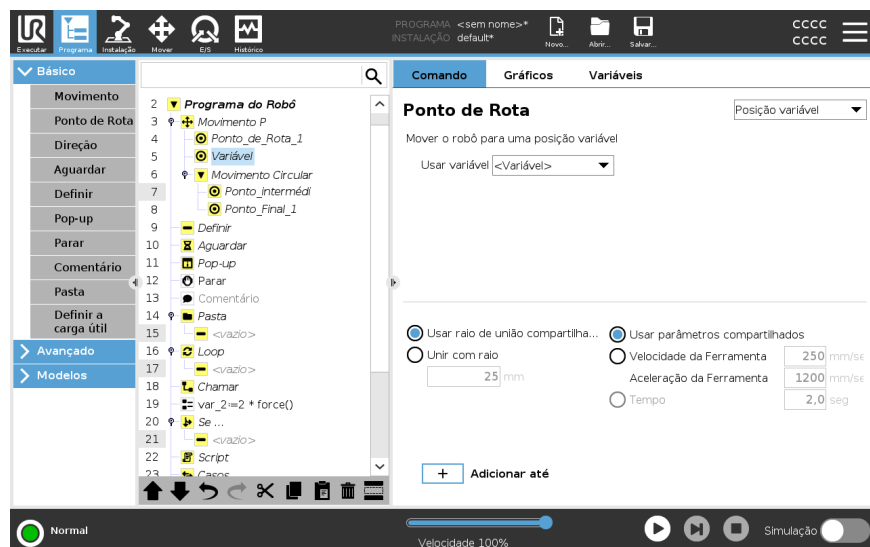 PROGRAMA <sem nome>*
INSTALAÇÃO default*
Executar
Programa
Instalação
Mover
E/S
Histórico
Novo...
Abrir...
Salvar...
CCCC
CCCC
Básico
Movimento
Ponto de Rota
Direção
Aguardar
Definir
Pop-up
Parar
Comentário
Pasta
Definir a
carga útil
Avançado
Modelos
2 Programa do Robô
3 Movimento P
4 Ponto_de_Rota_1
5 Variável
6 Movimento Circular
7 Ponto_intermédi
8 Ponto_Final_1
9 Definir
10 Aguardar
11 Pop-up
12 Parar
13 Comentário
14 Pasta
15 <vazio>
16 Loop
17 <vazio>
18 Chamar
19 var_2:=2 * force()
20 Se ...
21 <vazio>
22 Script
23 Casos
Comando Gráficos Variáveis
Ponto de Rota
Posição variável
Mover o robô para uma posição variável
Usar variável <Variável>
Usar raio de união compartilha...
Unir com raio
25 mm
Usar parâmetros compartilhados
Velocidade da Ferramenta 250 mm/se
Aceleração da Ferramenta 1200 mm/se
Tempo 2,0 seg
+ Adicionar até
Normal
Velocidade 100%
Simulação